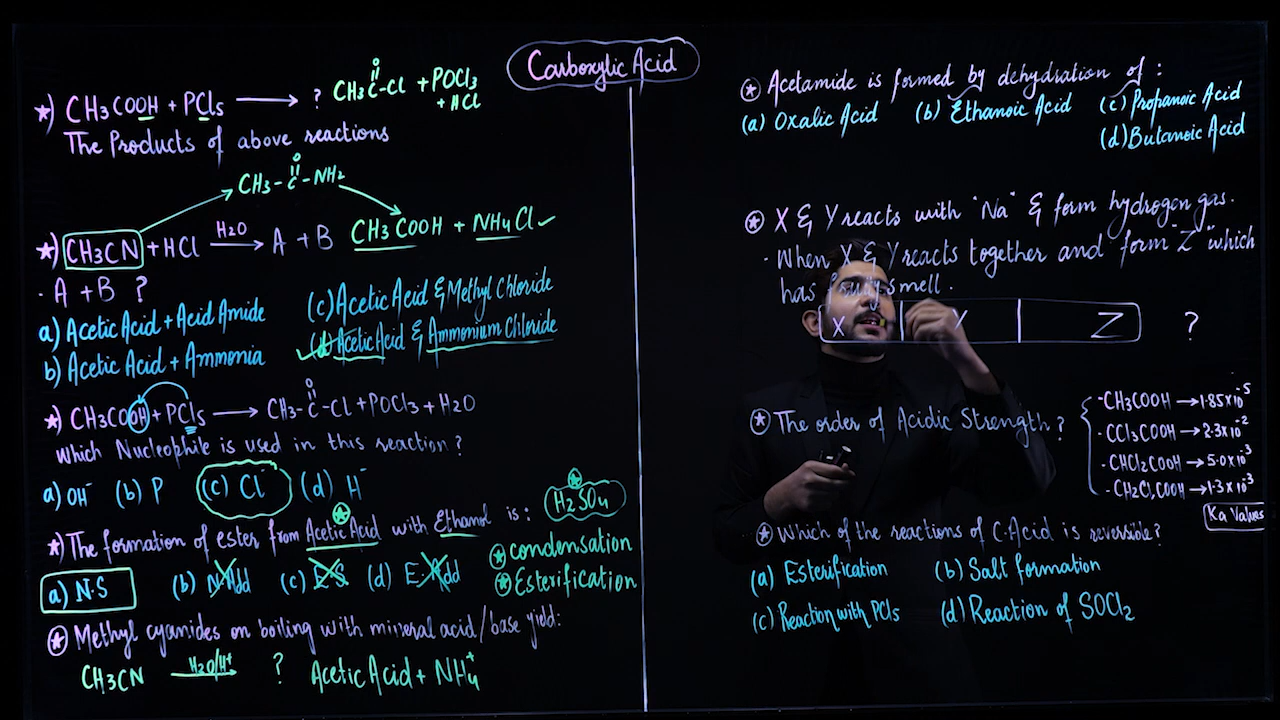 Carboxylic Acid
*) CH3COOH + PCl5 ⟶ ? CH3C(=O)-Cl + POCl3 + HCl
The Products of above reactions
CH3-C(=O)-NH2
*) CH3CN + HCl —H2O→ A + B CH3COOH + NH4Cl ✓
· A + B ?
a) Acetic Acid + Acid Amide (c) Acetic Acid & Methyl Chloride
b) Acetic Acid + Ammonia ✓(d) Acetic Acid & Ammonium Chloride
*) CH3COOH + PCl5 ⟶ CH3-C(=O)-Cl + POCl3 + H2O
Which Nucleophile is used in this reaction?
a) OH⁻ (b) P (c) Cl⁻ (d) H⁻
*) The formation of ester from Acetic Acid with Ethanol is: H2SO4
a) N.S (b) N.Add (c) E.S (d) E.Add
* condensation
* Esterification
* Methyl cyanides on boiling with mineral acid/base yield:
CH3CN —H2O/H⁺→ ? Acetic Acid + NH4⁺
* Acetamide is formed by dehydration of:
(a) Oxalic Acid (b) Ethanoic Acid (c) Propanoic Acid
(d) Butanoic Acid
* X & Y reacts with "Na" & form hydrogen gas.
· When X & Y reacts together and form "Z" which
has fruity smell.
X Y Z ?
* The order of Acidic Strength?
- CH3COOH → 1.85×10⁻⁵
- CCl3COOH → 2.3×10⁻²
- CHCl2COOH → 5.0×10⁻³
- CH2Cl,COOH → 1.3×10⁻³
Ka Values
* Which of the reactions of C.Acid is reversible?
(a) Esterification (b) Salt formation
(c) Reaction with PCl5 (d) Reaction of SOCl2